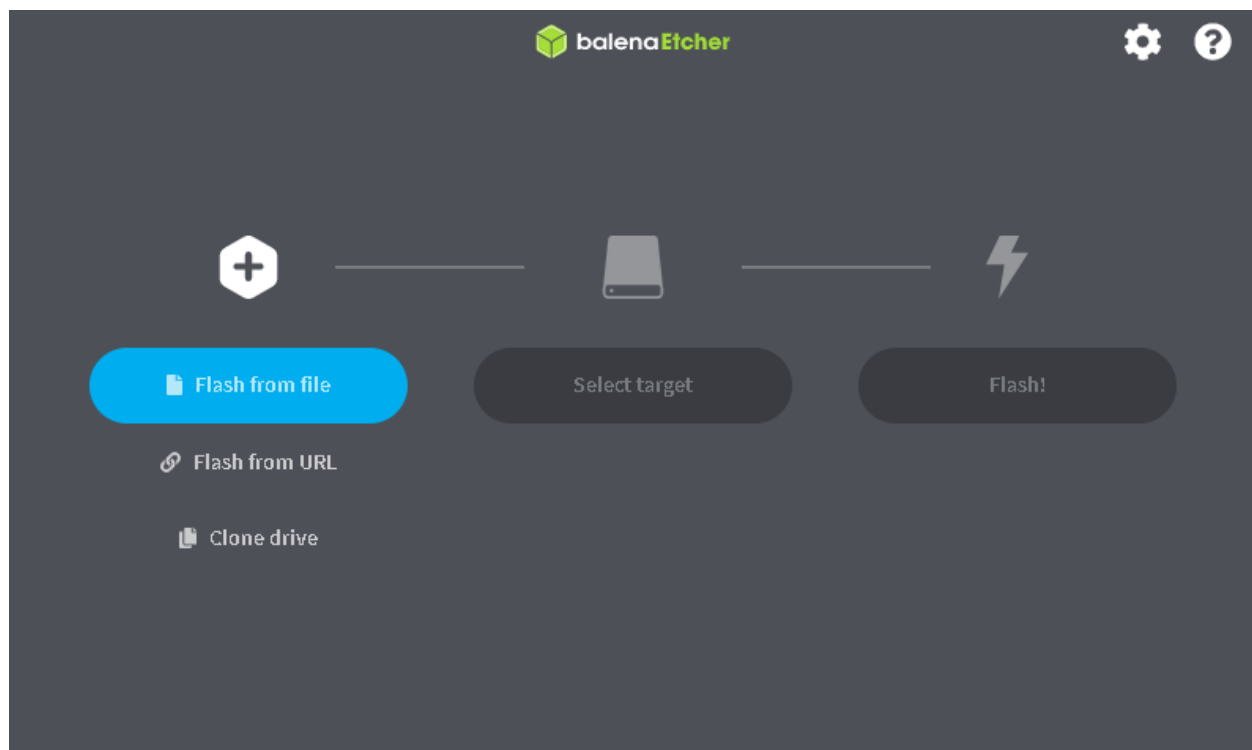 balenaEtcher
Flash from file
Select target
Flash!
Flash from URL
Clone drive